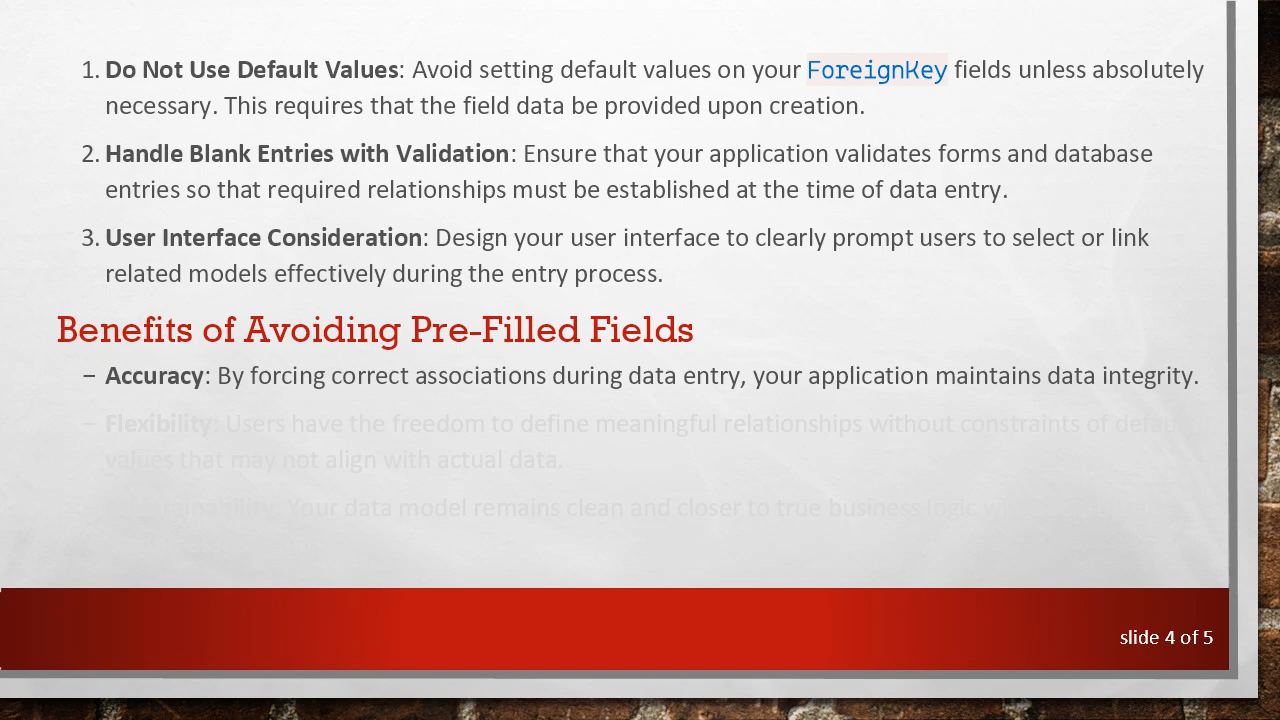 1. Do Not Use Default Values: Avoid setting default values on your ForeignKey fields unless absolutely
necessary. This requires that the field data be provided upon creation.
2. Handle Blank Entries with Validation: Ensure that your application validates forms and database
entries so that required relationships must be established at the time of data entry.
3. User Interface Consideration: Design your user interface to clearly prompt users to select or link
related models effectively during the entry process.
Benefits of Avoiding Pre-Filled Fields
– Accuracy: By forcing correct associations during data entry, your application maintains data integrity.
– Flexibility: Users have the freedom to define meaningful relationships without constraints of
values that may not align with actual data.
Your data model remains clean and closer to true business logic
slide 4 of 5